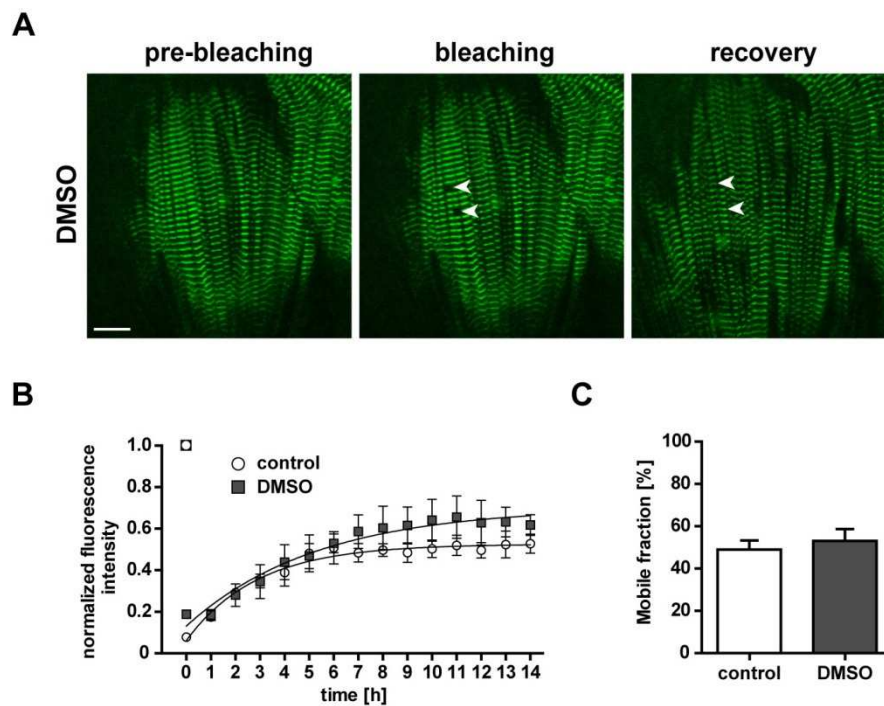 A
pre-bleaching bleaching recovery
DMSO
B
normalized fluorescence
intensity
1.0
0.8
0.6
0.4
0.2
0
control
DMSO
0 1 2 3 4 5 6 7 8 9 10 11 12 13 14
time [h]
C
Mobile fraction [%]
100
80
60
40
20
0
control DMSO